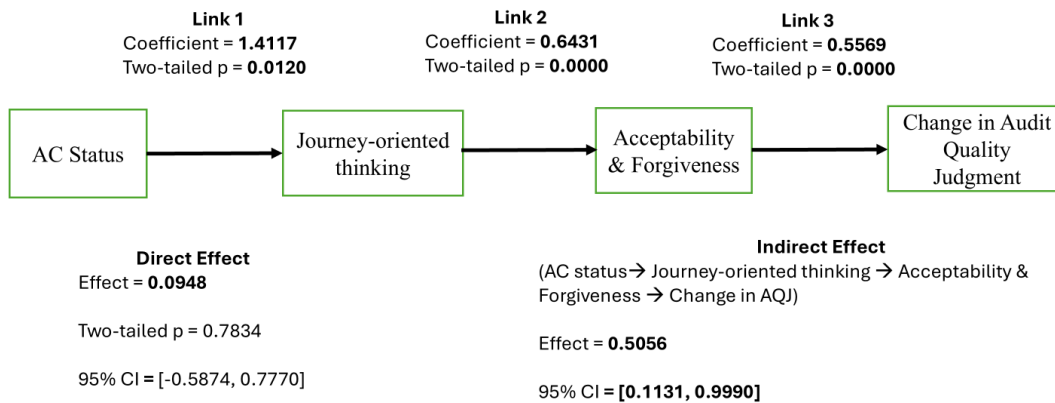 Link 1
Coefficient = 1.4117
Two-tailed p = 0.0120
Link 2
Coefficient = 0.6431
Two-tailed p = 0.0000
Link 3
Coefficient = 0.5569
Two-tailed p = 0.0000
AC Status
Journey-oriented
thinking
Acceptability
& Forgiveness
Change in Audit
Quality
Judgment
Direct Effect
Effect = 0.0948
Two-tailed p = 0.7834
95% CI = [-0.5874, 0.7770]
Indirect Effect
(AC status→ Journey-oriented thinking → Acceptability &
Forgiveness → Change in AQJ)
Effect = 0.5056
95% CI = [0.1131, 0.9990]